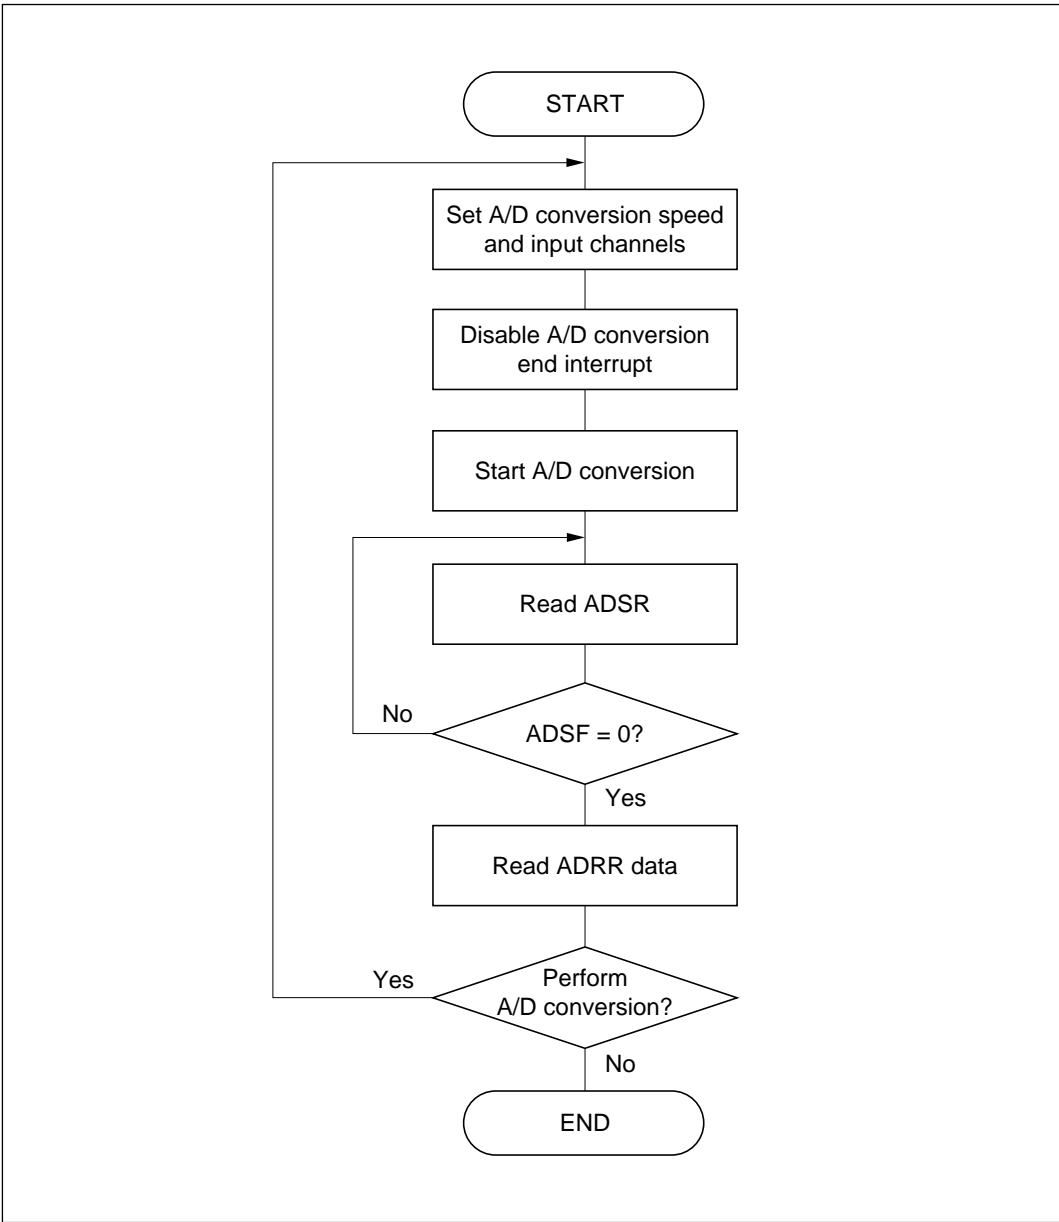 START
Set A/D conversion speed
and input channels
Disable A/D conversion
end interrupt
Start A/D conversion
Read ADSR
No
ADSF = 0?
Yes
Read ADRR data
Yes
Perform
A/D conversion?
No
END